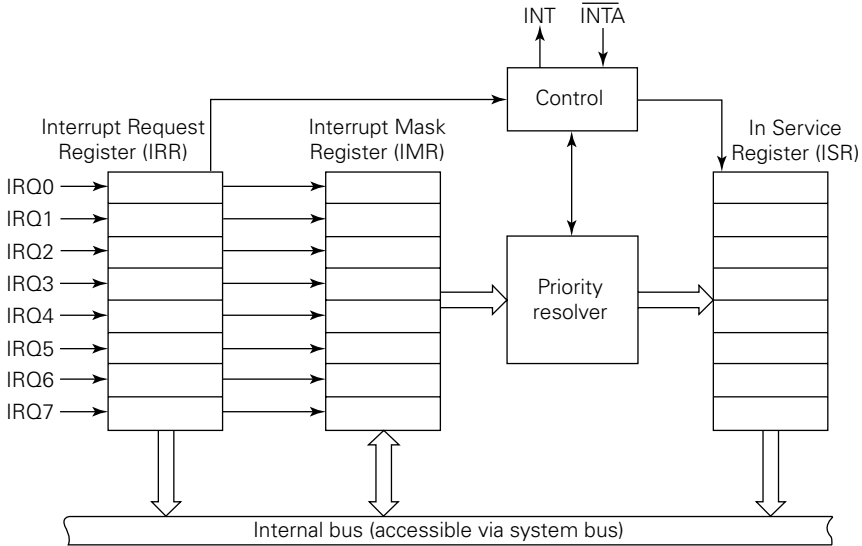 INT
INTA
Control
Interrupt Request
Register (IRR)
Interrupt Mask
Register (IMR)
In Service
Register (ISR)
IRQ0
IRQ1
IRQ2
IRQ3
IRQ4
IRQ5
IRQ6
IRQ7
Priority
resolver
Internal bus (accessible via system bus)